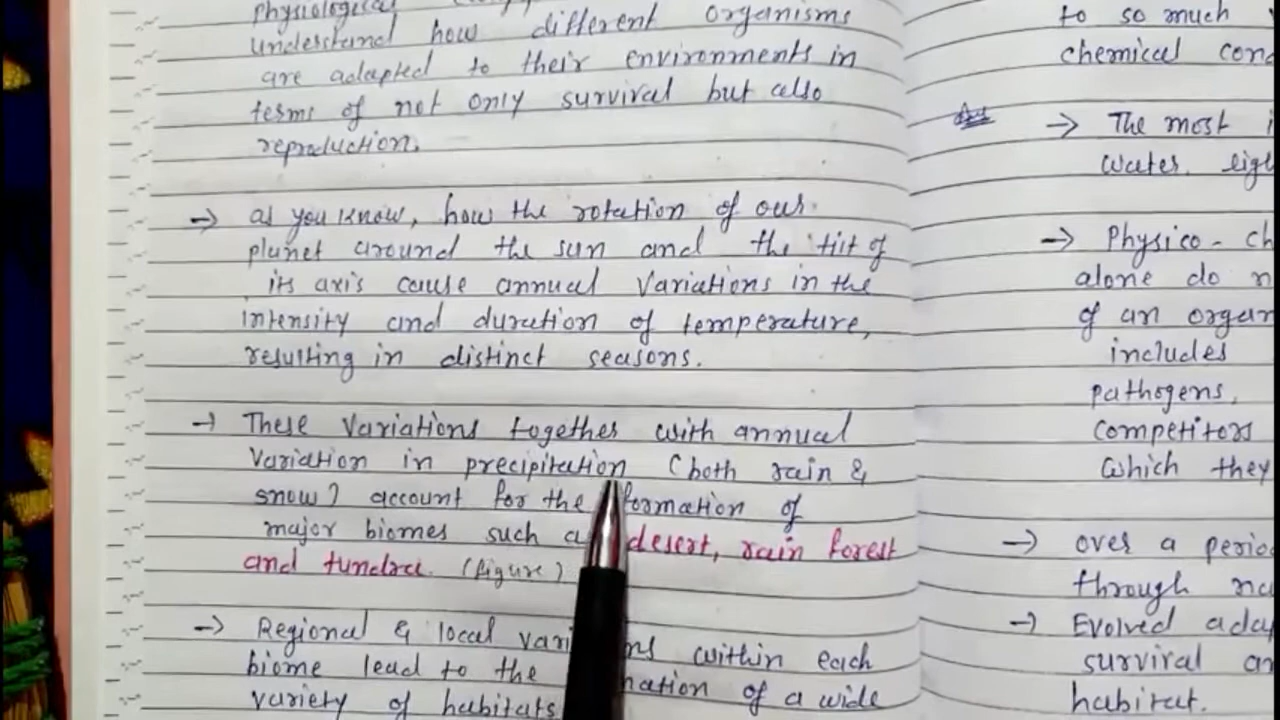 physiological
understand how different organisms
are adapted to their environments in
terms of not only survival but also
reproduction.
→ as you know, how the rotation of our
planet around the sun and the tilt of
its axis cause annual variations in the
intensity and duration of temperature,
resulting in distinct seasons.
→ These variations together with annual
variation in precipitation (both rain &
snow) account for the formation of
major biomes such a desert, rain forest
and tundra. (figure)
→ Regional & local within each
biome lead to the of a wide
variety of habitats
to so much
chemical
→ The most
water.
→ Physico-
alone do
of an
includes
pathogens,
competitors
which they
→ over a
through
→ Evolved
survival
habitat.